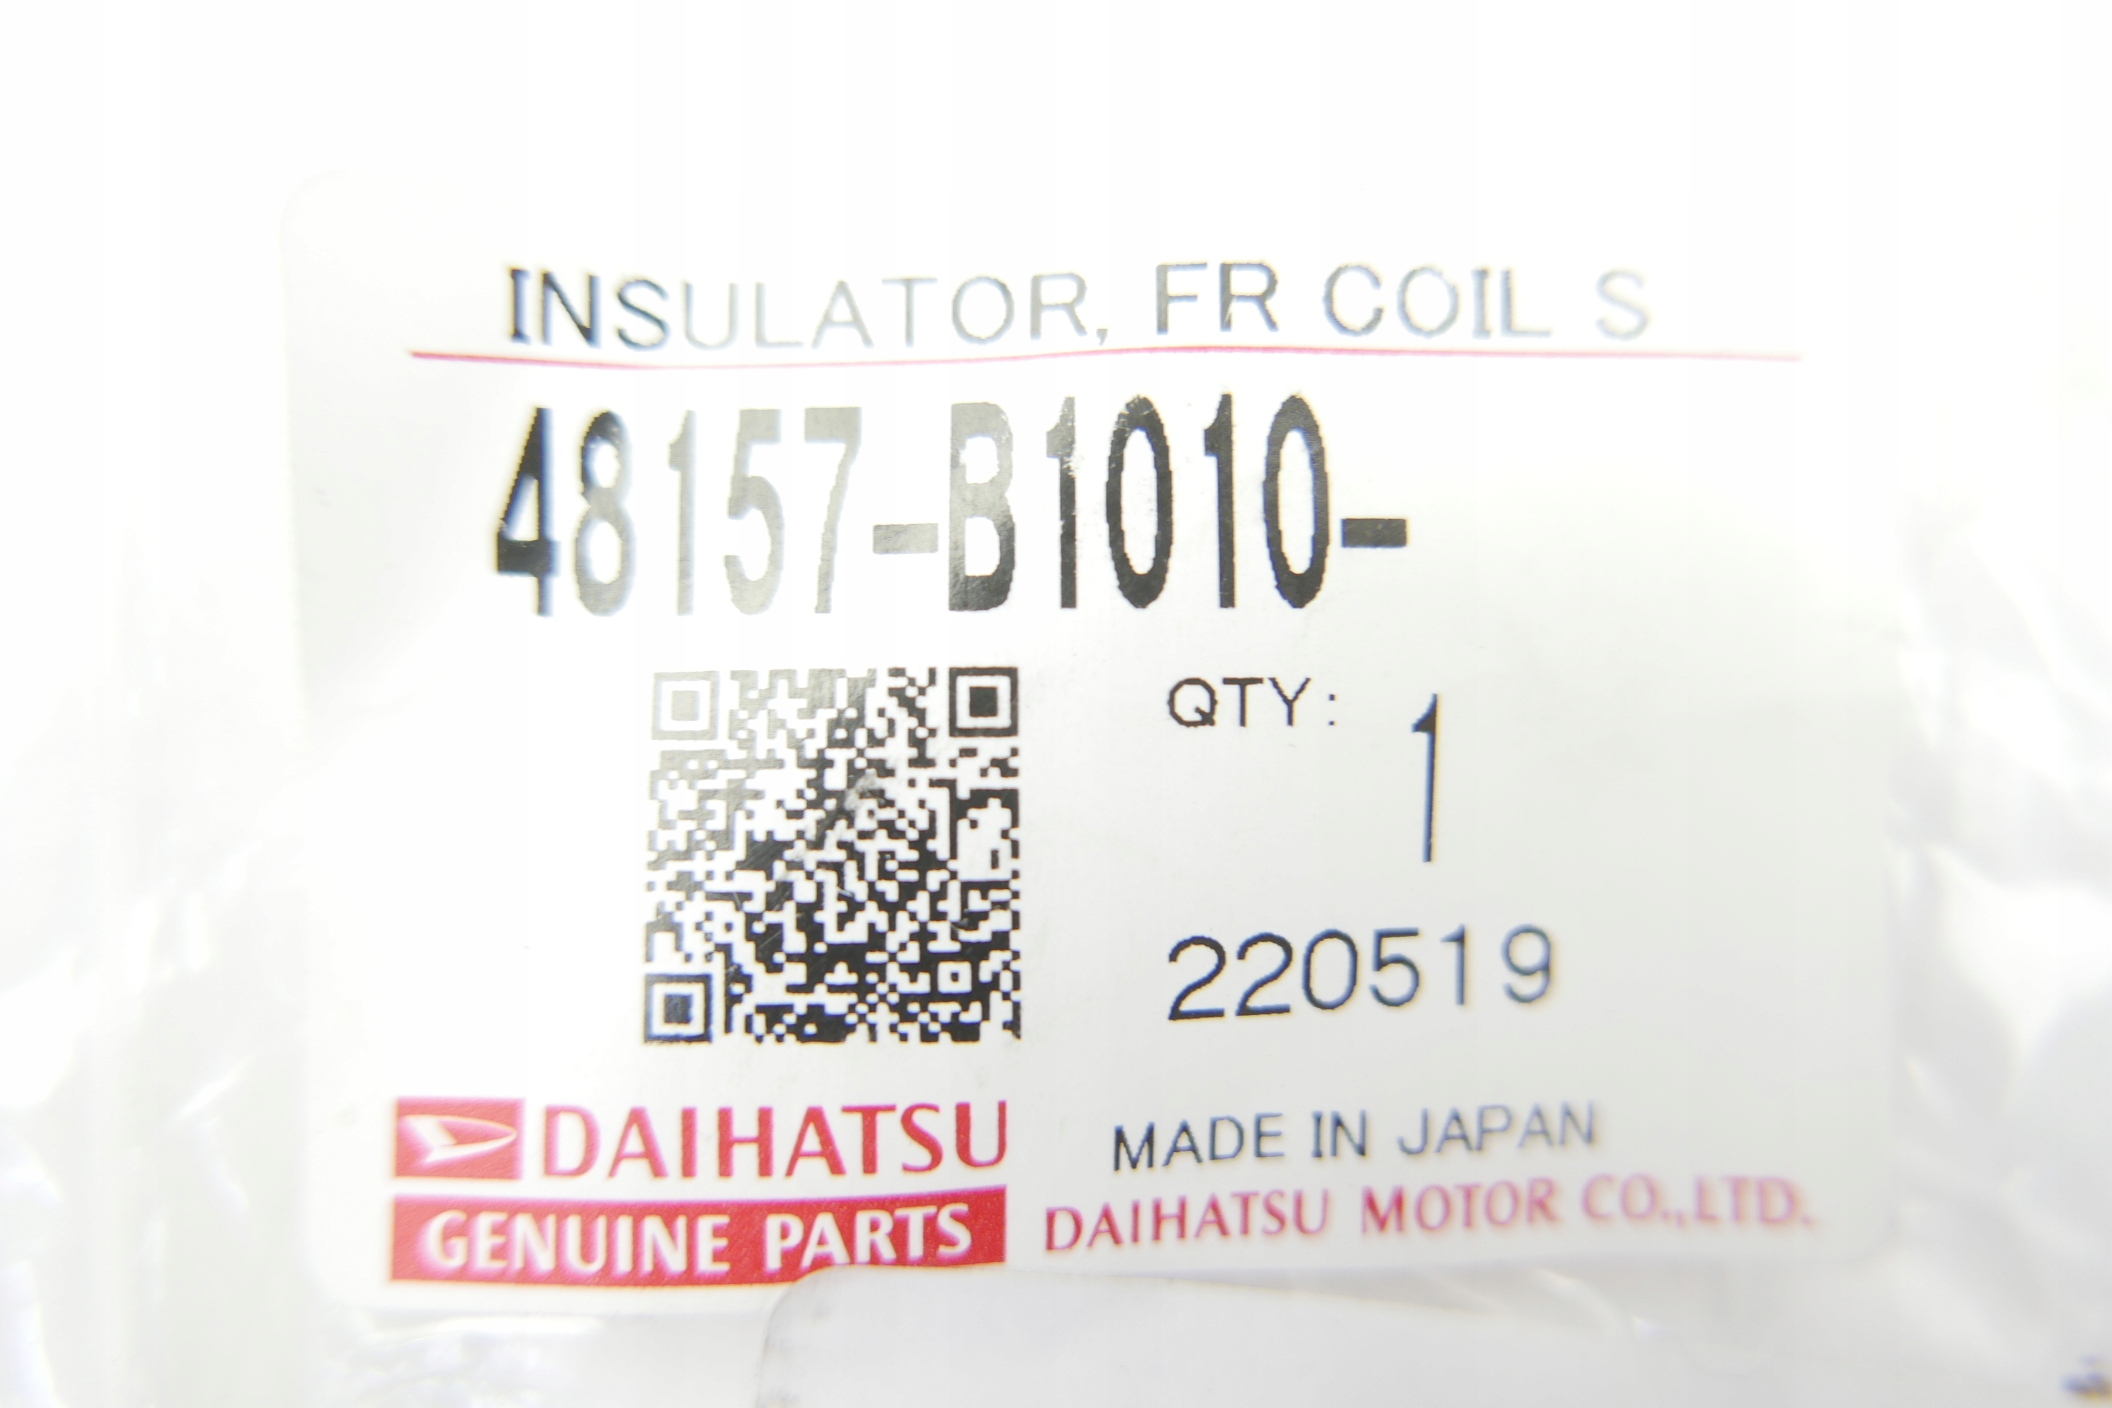 INSULATOR, FR COIL S
48157-B1010-
QTY: 1
220519
DAIHATSU
GENUINE PARTS
MADE IN JAPAN
DAIHATSU MOTOR CO.,LTD.